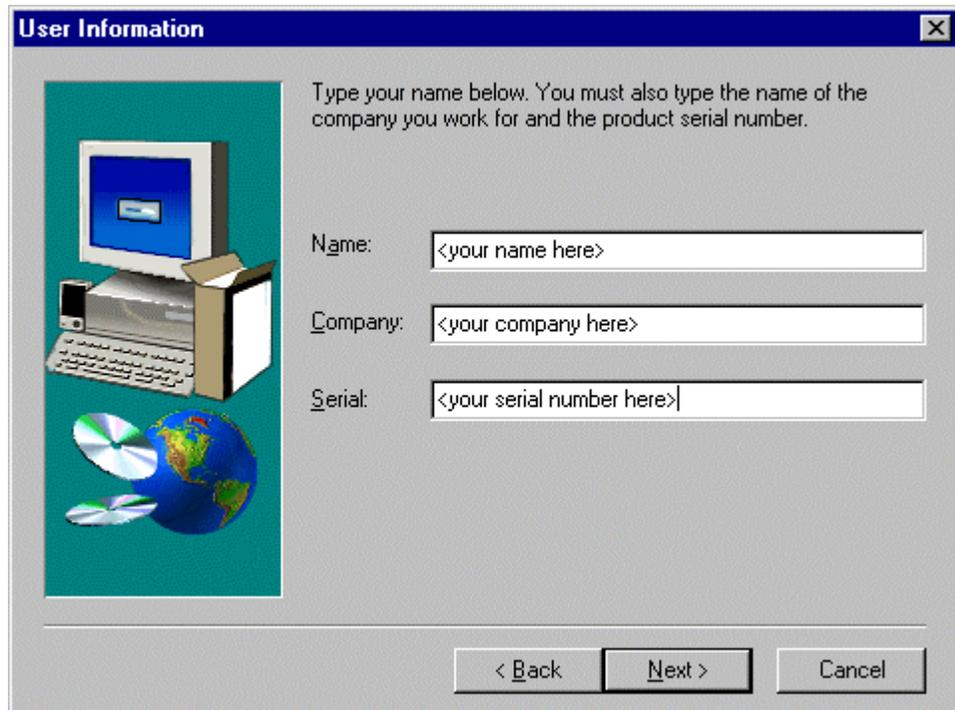 User Information
Type your name below. You must also type the name of the
company you work for and the product serial number.
Name: <your name here>
Company: <your company here>
Serial: <your serial number here>
< Back Next > Cancel